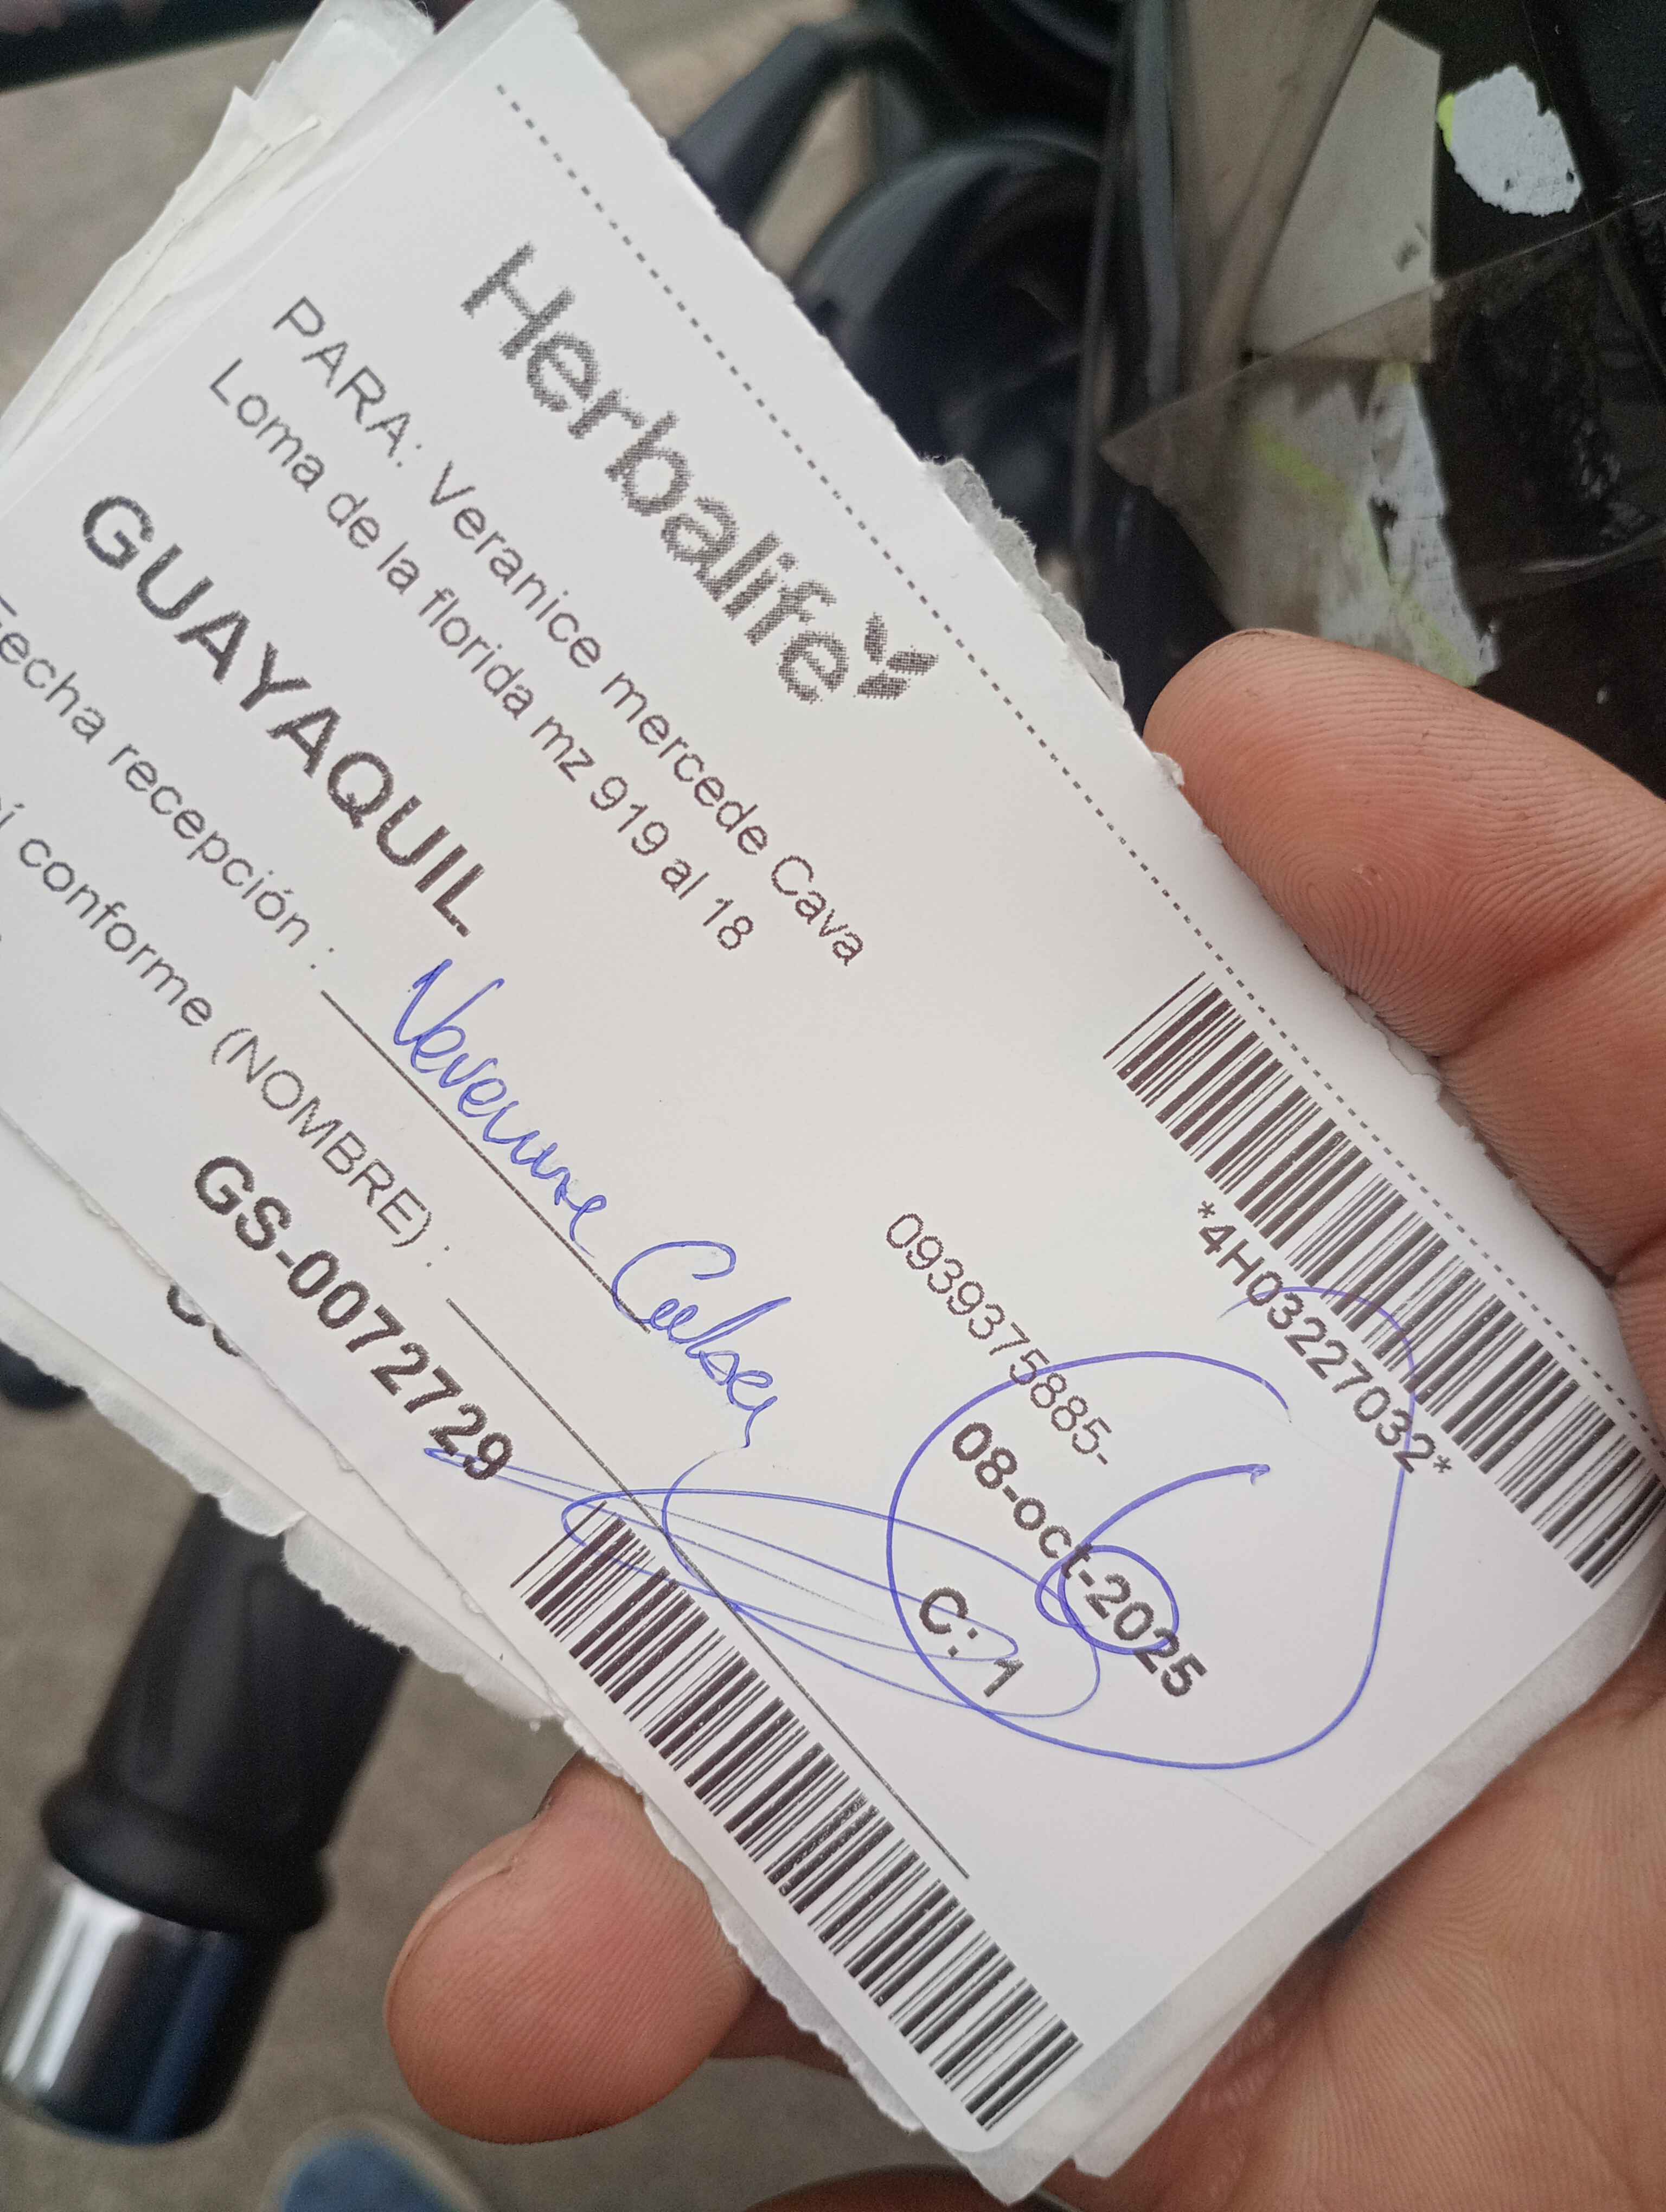 Herbalife
*4H03227032*
PARA: Veranice mercede Cava
Loma de la florida mz 919 al 18
0939375885-
GUAYAQUIL
08-oct-2025
Fecha recepción :
C: 1
conforme (NOMBRE) :
GS-0072729